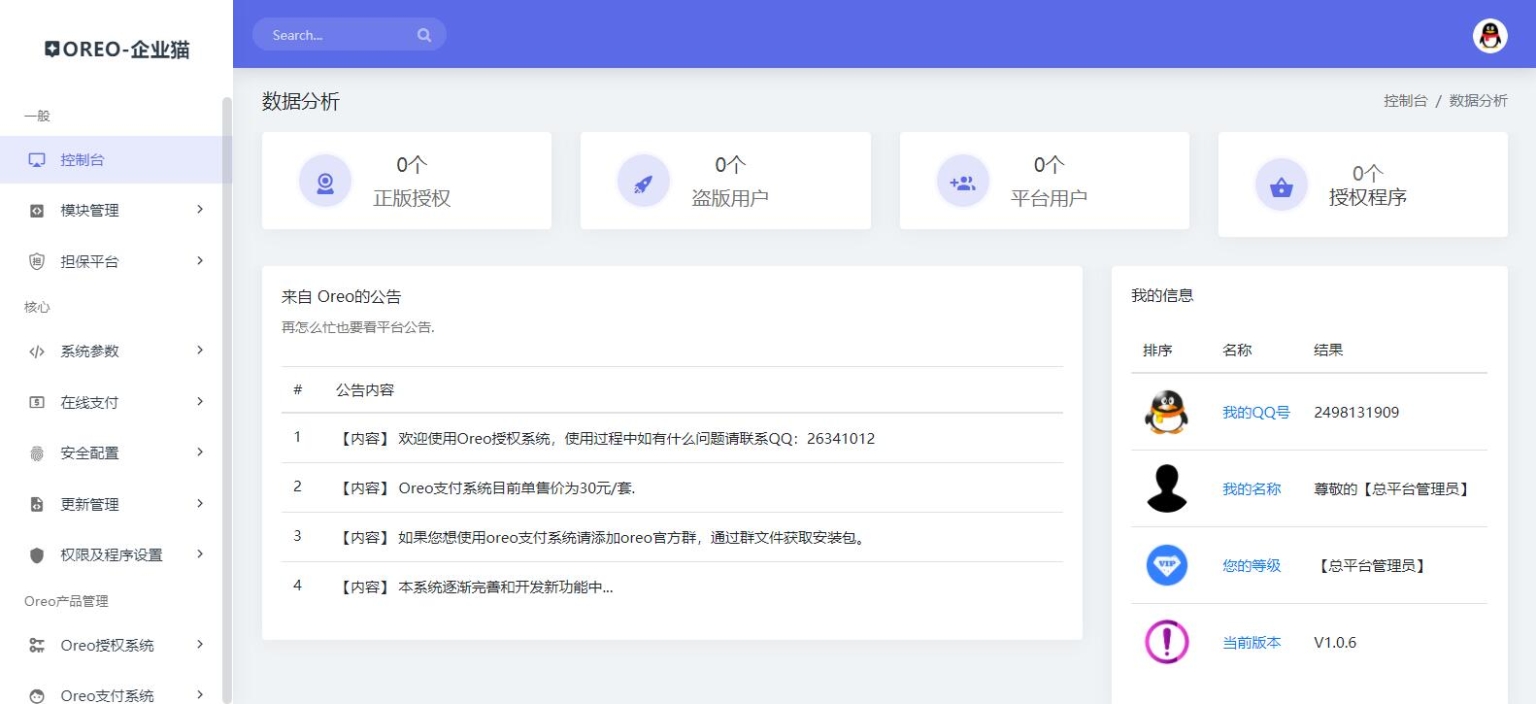 OREO-企业猫
Search...
一般
控制台
模块管理
担保平台
核心
系统参数
在线支付
安全配置
更新管理
权限及程序设置
Oreo产品管理
Oreo授权系统
Oreo支付系统
数据分析
控制台 / 数据分析
0个
正版授权
0个
盗版用户
0个
平台用户
0个
授权程序
来自 Oreo的公告
再怎么忙也要看平台公告.
# 公告内容
1 【内容】 欢迎使用Oreo授权系统，使用过程中如有什么问题请联系QQ：26341012
2 【内容】 Oreo支付系统目前单售价为30元/套.
3 【内容】 如果您想使用oreo支付系统请添加oreo官方群，通过群文件获取安装包。
4 【内容】 本系统逐渐完善和开发新功能中...
我的信息
排序 名称 结果
我的QQ号 2498131909
我的名称 尊敬的【总平台管理员】
VIP 您的等级 【总平台管理员】
当前版本 V1.0.6